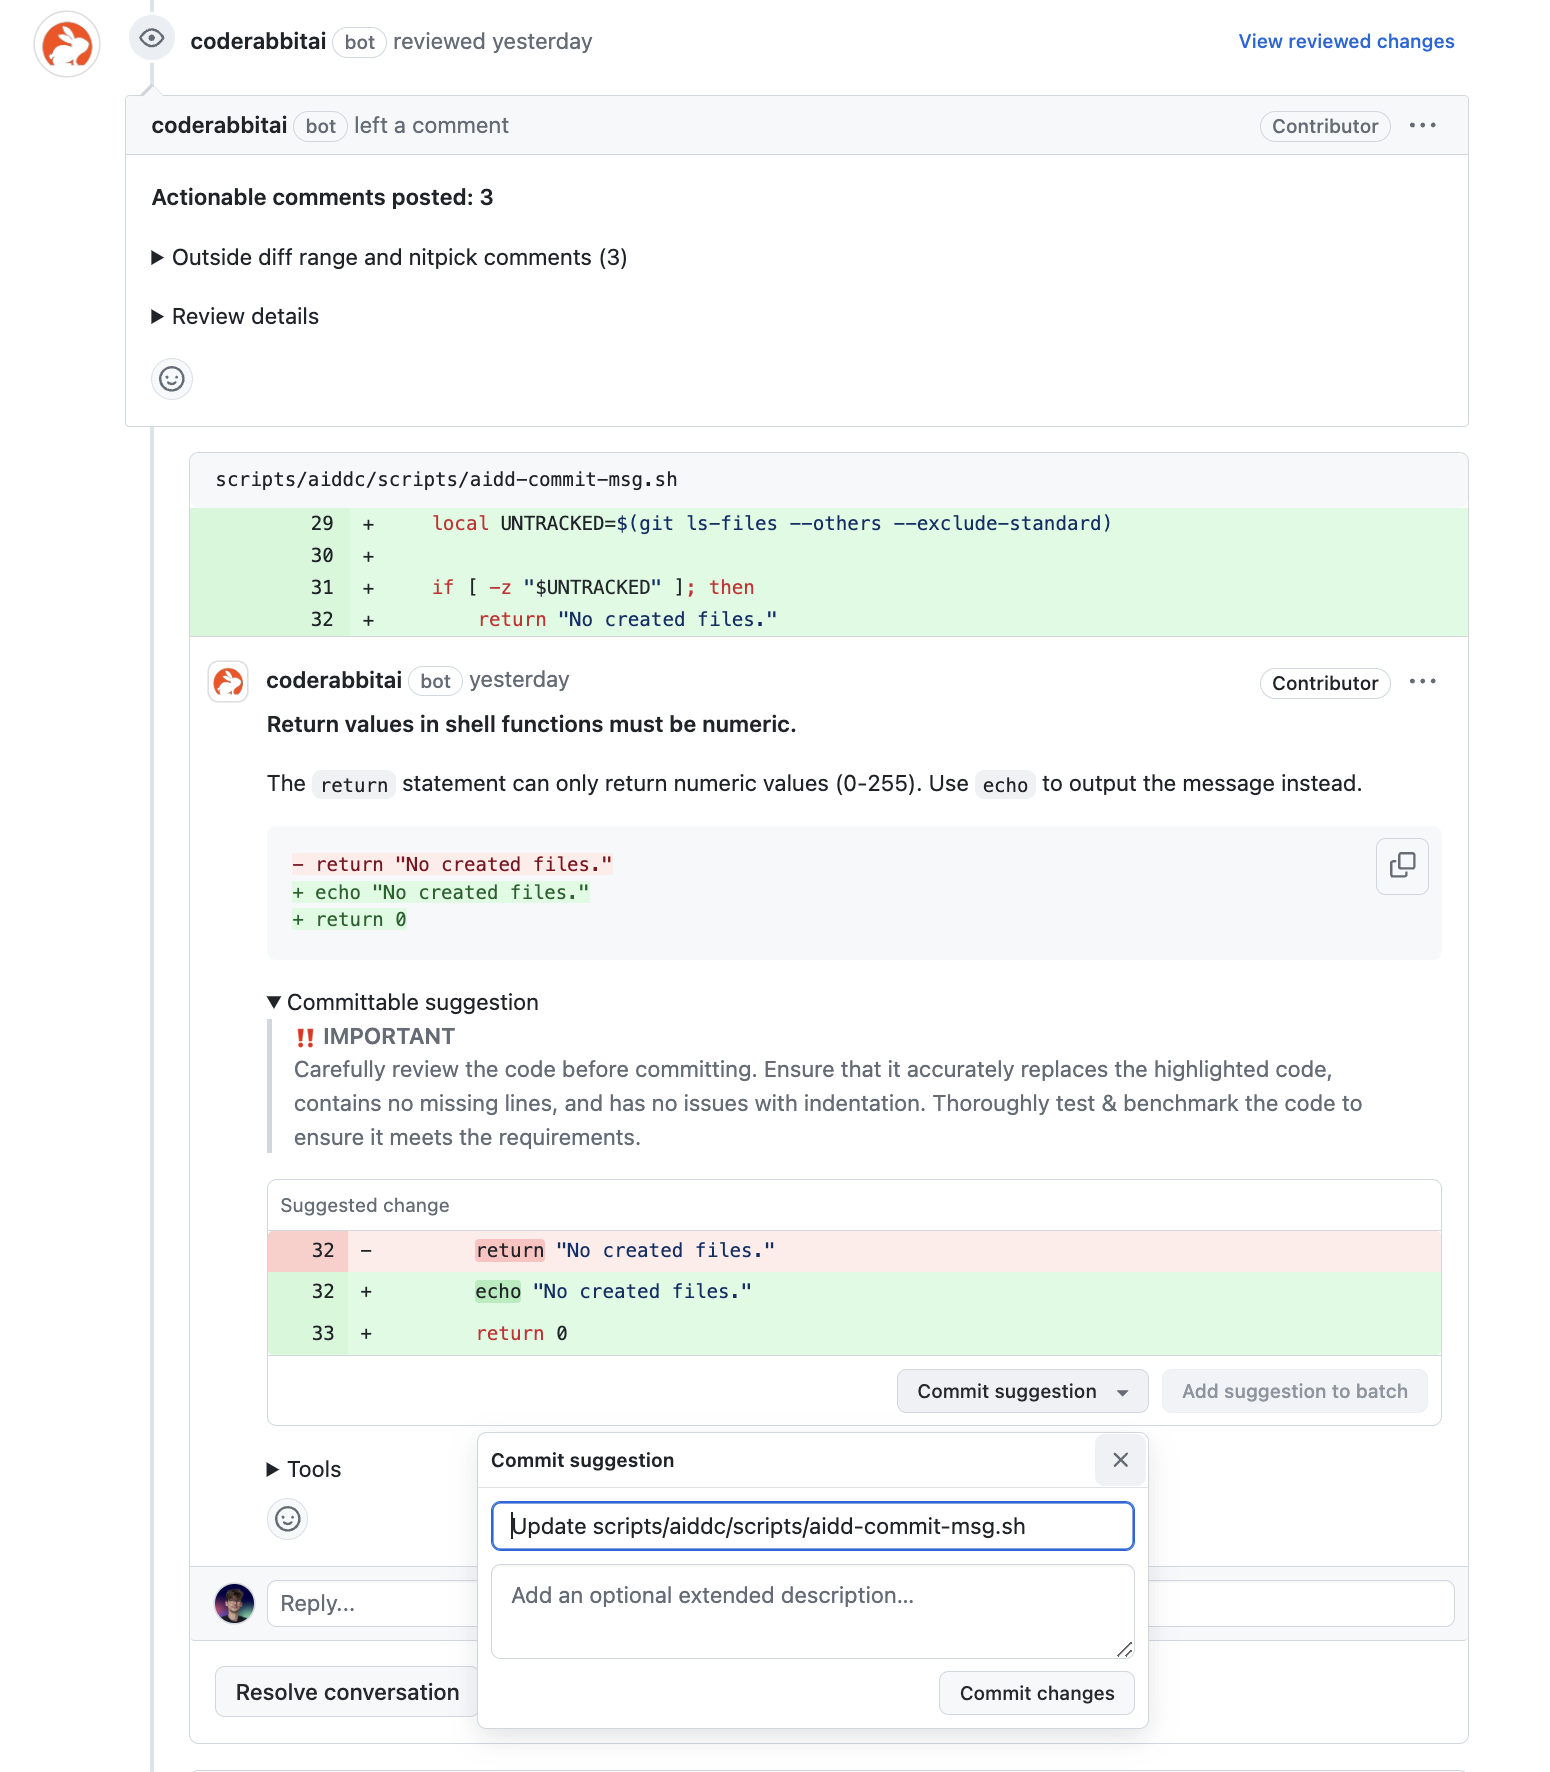 coderabbitai bot reviewed yesterday View reviewed changes
coderabbitai bot left a comment Contributor ···
Actionable comments posted: 3
Outside diff range and nitpick comments (3)
Review details
scripts/aiddc/scripts/aidd-commit-msg.sh
29 + local UNTRACKED=$(git ls-files --others --exclude-standard)
30 +
31 + if [ -z "$UNTRACKED" ]; then
32 + return "No created files."
coderabbitai bot yesterday Contributor ···
Return values in shell functions must be numeric.
The return statement can only return numeric values (0-255). Use echo to output the message instead.
- return "No created files."
+ echo "No created files."
+ return 0
Committable suggestion
‼️ IMPORTANT
Carefully review the code before committing. Ensure that it accurately replaces the highlighted code,
contains no missing lines, and has no issues with indentation. Thoroughly test & benchmark the code to
ensure it meets the requirements.
Suggested change
32 - return "No created files."
32 + echo "No created files."
33 + return 0
Commit suggestion Add suggestion to batch
Tools
Commit suggestion
Update scripts/aiddc/scripts/aidd-commit-msg.sh
Add an optional extended description...
Reply...
Commit changes
Resolve conversation